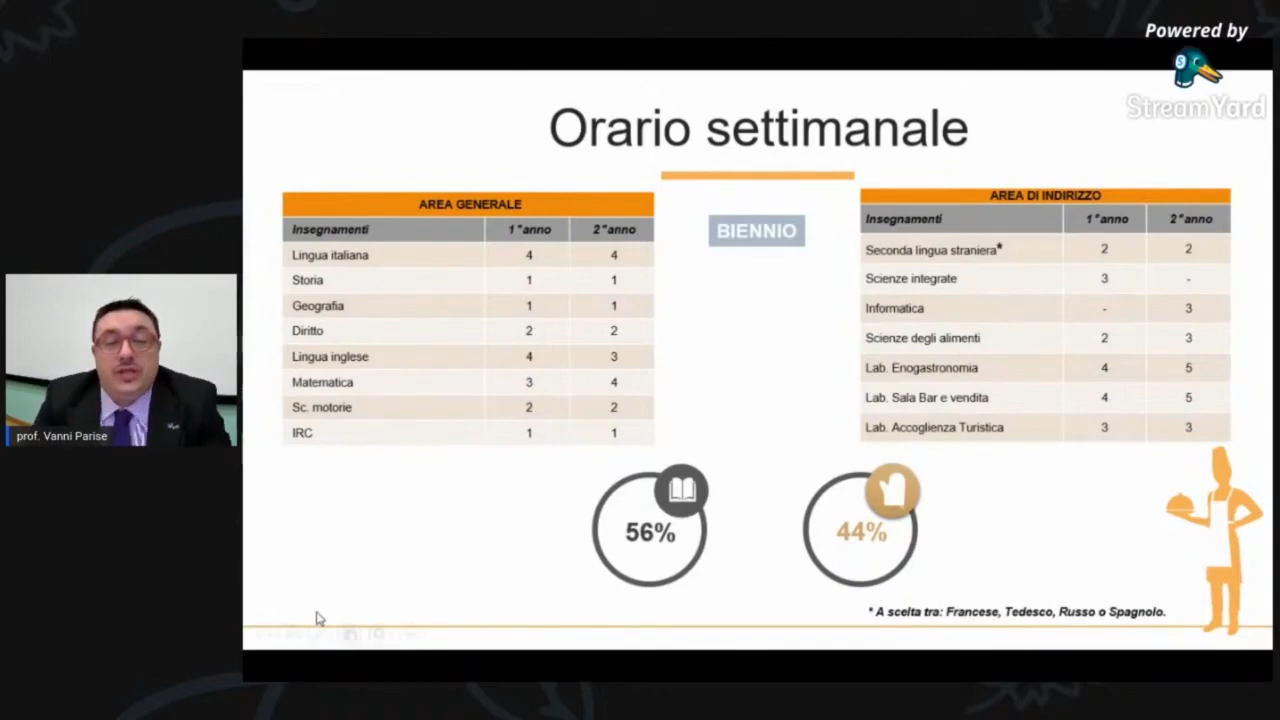 Powered by
StreamYard
Orario settimanale
BIENNIO
AREA GENERALE
Insegnamenti 1°anno 2°anno
Lingua italiana 4 4
Storia 1 1
Geografia 1 1
Diritto 2 2
Lingua inglese 4 3
Matematica 3 4
Sc. motorie 2 2
IRC 1 1
AREA DI INDIRIZZO
Insegnamenti 1°anno 2°anno
Seconda lingua straniera* 2 2
Scienze integrate 3 -
Informatica - 3
Scienze degli alimenti 2 3
Lab. Enogastronomia 4 5
Lab. Sala Bar e vendita 4 5
Lab. Accoglienza Turistica 3 3
56%
44%
* A scelta tra: Francese, Tedesco, Russo o Spagnolo.
prof. Vanni Parise